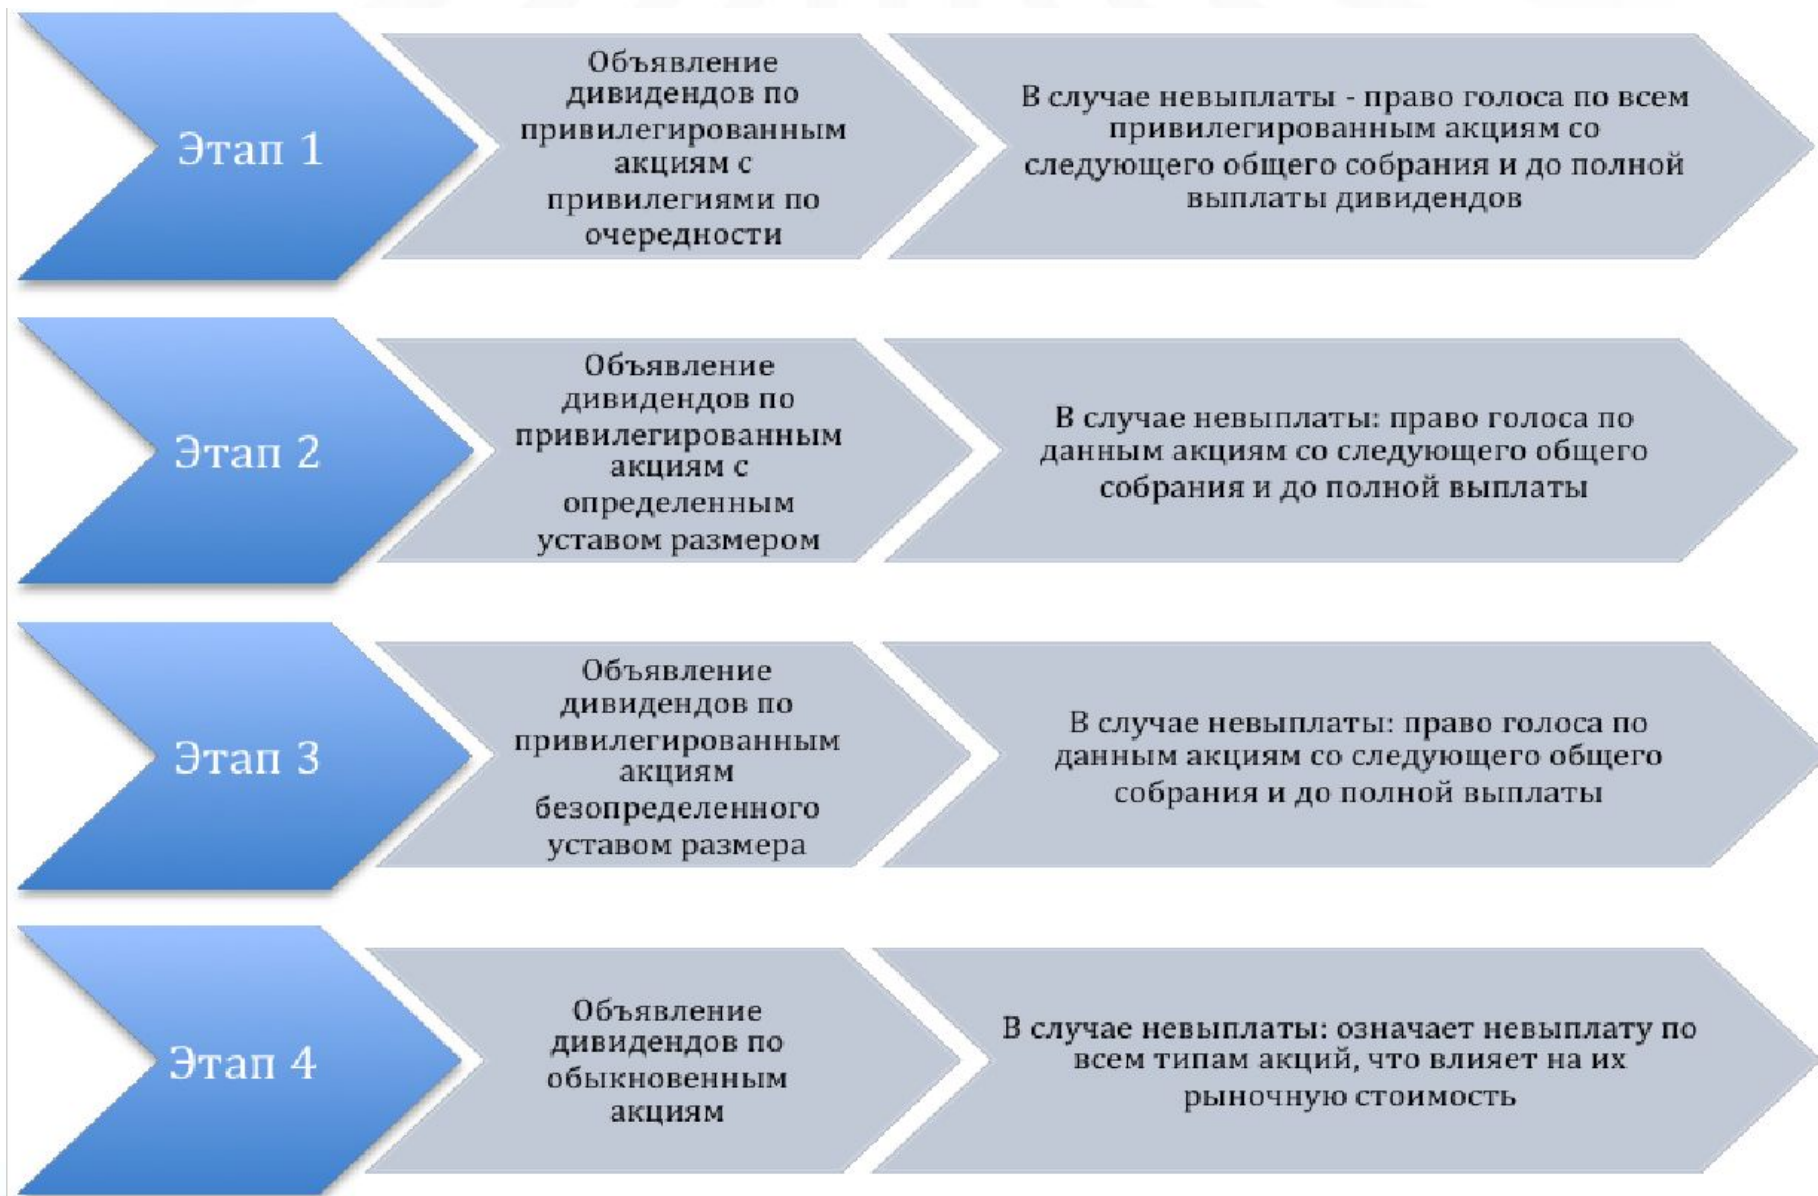 Этап 1
Объявление
дивидендов по
привилегированным
акциям с
привилегиями по
очередности
В случае невыплаты - право голоса по всем
привилегированным акциям со
следующего общего собрания и до полной
выплаты дивидендов
Этап 2
Объявление
дивидендов по
привилегированным
акциям с
определенным
уставом размером
В случае невыплаты: право голоса по
данным акциям со следующего общего
собрания и до полной выплаты
Этап 3
Объявление
дивидендов по
привилегированным
акциям
безопределенного
уставом размера
В случае невыплаты: право голоса по
данным акциям со следующего общего
собрания и до полной выплаты
Этап 4
Объявление
дивидендов по
обыкновенным
акциям
В случае невыплаты: означает невыплату по
всем типам акций, что влияет на их
рыночную стоимость